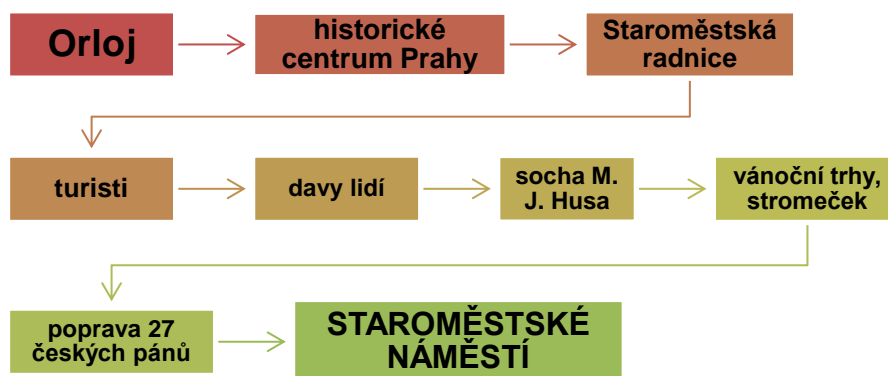 Orloj
historické
centrum Prahy
Staroměstská
radnice
turisti
davy lidí
socha M.
J. Husa
vánoční trhy,
stromeček
poprava 27
českých pánů
STAROMĚSTSKÉ
NÁMĚSTÍ